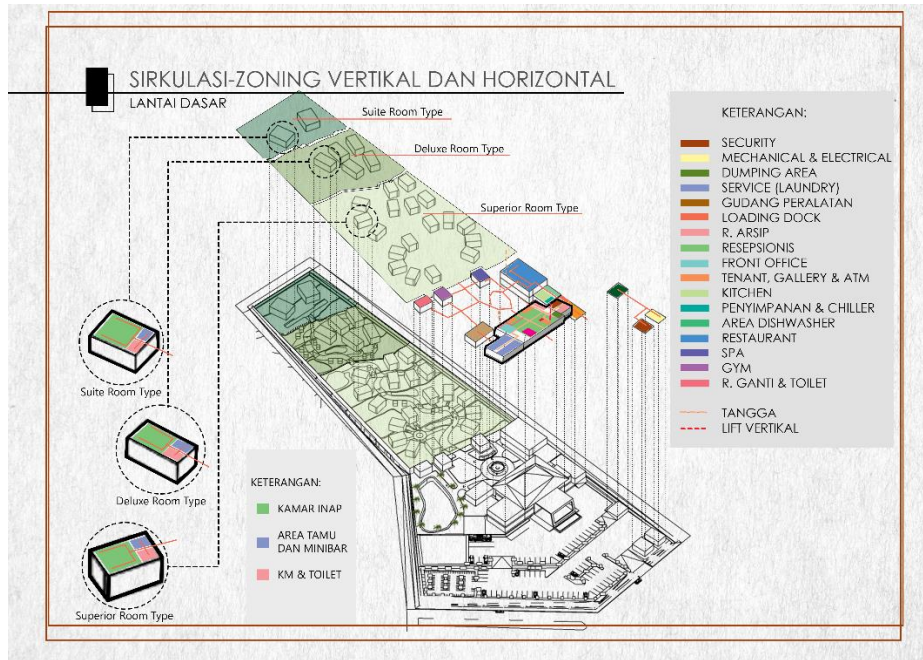 SIRKULASI-ZONING VERTIKAL DAN HORIZONTAL
LANTAI DASAR
Suite Room Type
Deluxe Room Type
Superior Room Type
Suite Room Type
Deluxe Room Type
Superior Room Type
KETERANGAN:
KAMAR INAP
AREA TAMU
DAN MINIBAR
KM & TOILET
KETERANGAN:
SECURITY
MECHANICAL & ELECTRICAL
DUMPING AREA
SERVICE (LAUNDRY)
GUDANG PERALATAN
LOADING DOCK
R. ARSIP
RESEPSIONIS
FRONT OFFICE
TENANT, GALLERY & ATM
KITCHEN
PENYIMPANAN & CHILLER
AREA DISHWASHER
RESTAURANT
SPA
GYM
R. GANTI & TOILET
TANGGA
LIFT VERTIKAL